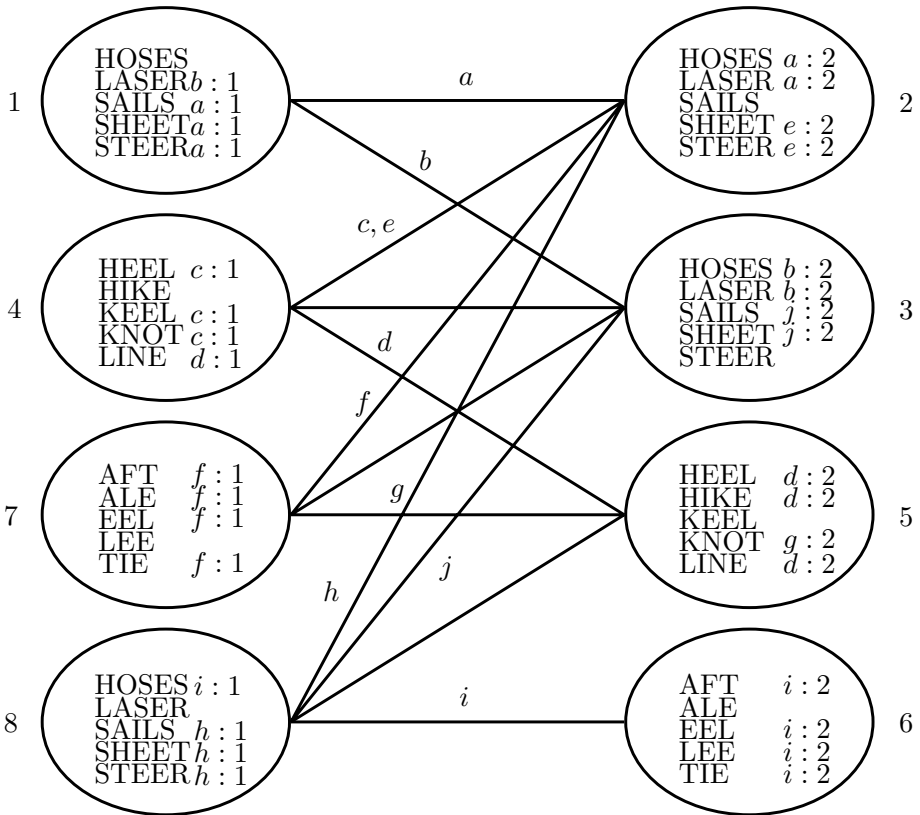 1
HOSES
LASER b : 1
SAILS a : 1
SHEET a : 1
STEER a : 1
a
HOSES a : 2
LASER a : 2
SAILS
SHEET e : 2
STEER e : 2
2
b
c, e
4
HEEL c : 1
HIKE
KEEL c : 1
KNOT c : 1
LINE d : 1
d
HOSES b : 2
LASER b : 2
SAILS j : 2
SHEET j : 2
STEER
3
f
7
AFT f : 1
ALE f : 1
EEL f : 1
LEE
TIE f : 1
g
HEEL d : 2
HIKE d : 2
KEEL
KNOT g : 2
LINE d : 2
5
h
j
8
HOSES i : 1
LASER
SAILS h : 1
SHEET h : 1
STEER h : 1
i
AFT i : 2
ALE
EEL i : 2
LEE i : 2
TIE i : 2
6